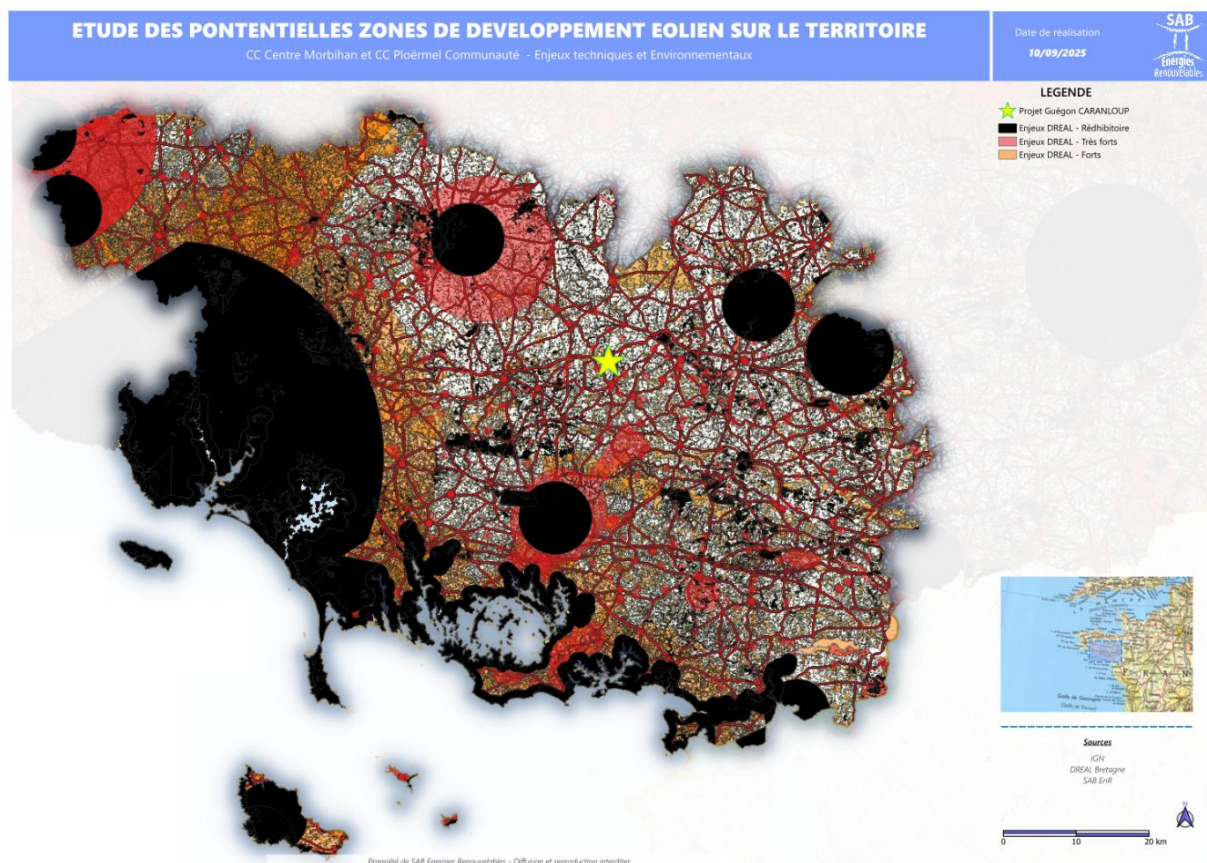 ETUDE DES PONTENTIELLES ZONES DE DEVELOPPEMENT EOLIEN SUR LE TERRITOIRE
CC Centre Morbihan et CC Ploërmel Communauté - Enjeux techniques et Environnementaux
Date de réalisation
10/09/2025
SAB
Energies
Renouvelables
LEGENDE
Projet Guégon CARANLOUP
Enjeux DREAL - Rédhibitoire
Enjeux DREAL - Très forts
Enjeux DREAL - Forts
Golfe de Gascogne
Sources
IGN
DREAL Bretagne
SAB EnR
N
0 10 20 km
Propriété de SAB Energies Renouvelables - Diffusion et reproduction interdites